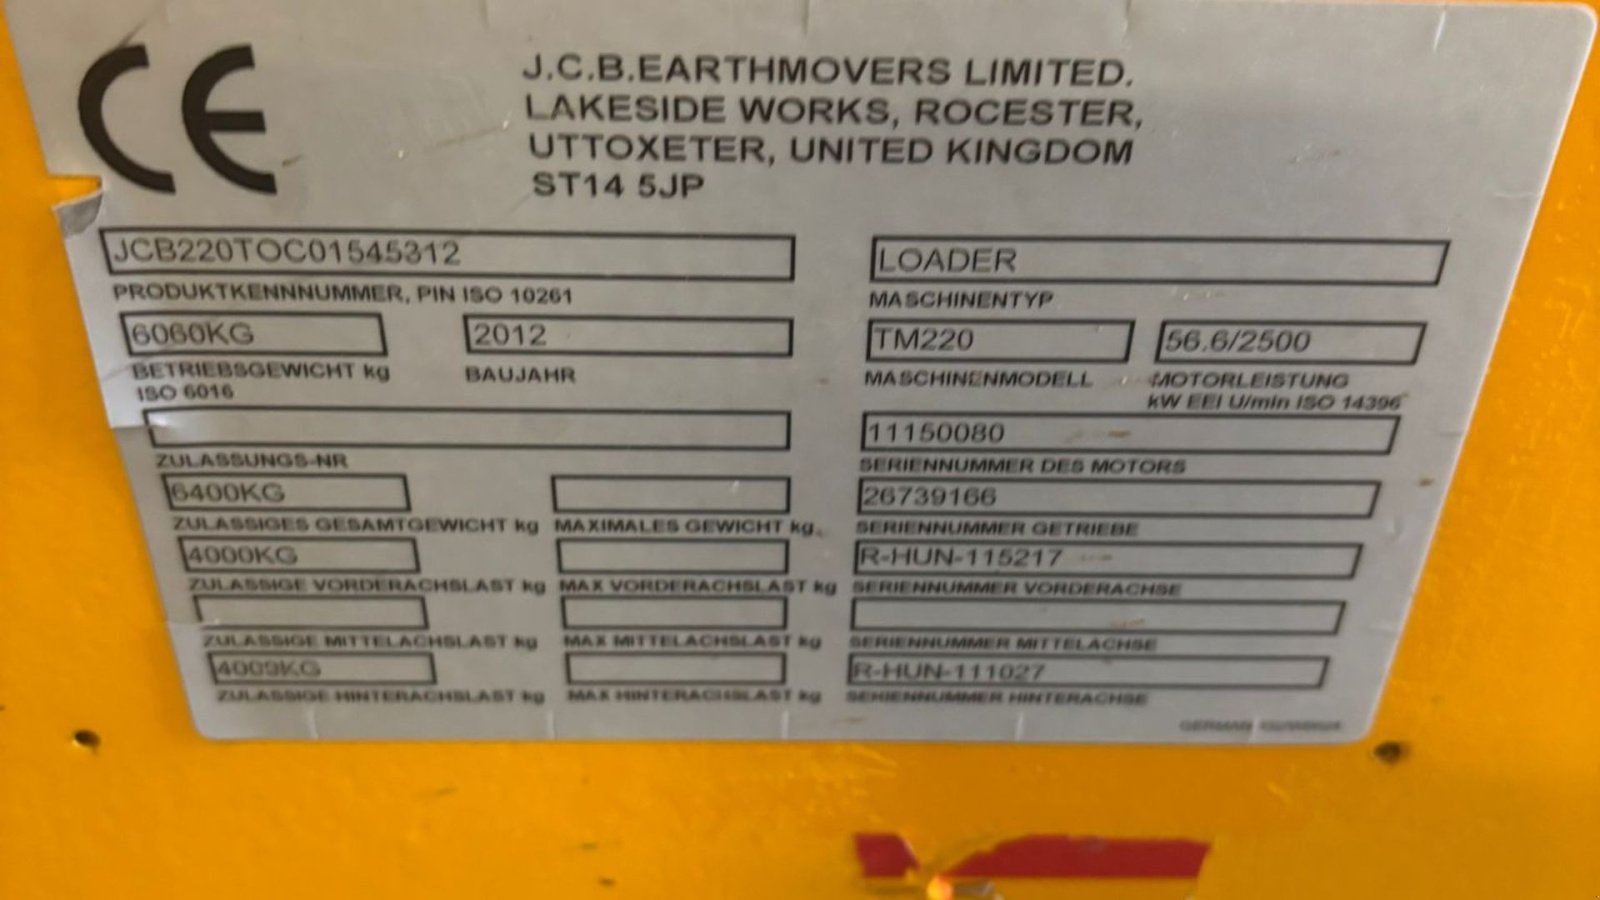 CE
J.C.B.EARTHMOVERS LIMITED.
LAKESIDE WORKS, ROCESTER,
UTTOXETER, UNITED KINGDOM
ST14 5JP
JCB220TOC01545312
PRODUKTKENNNUMMER, PIN ISO 10261
LOADER
MASCHINENTYP
6060KG
BETRIEBSGEWICHT kg
ISO 6016
2012
BAUJAHR
TM220
MASCHINENMODELL
56.6/2500
MOTORLEISTUNG
kW EEI U/min ISO 14396
ZULASSUNGS-NR
11150080
SERIENNUMMER DES MOTORS
6400KG
ZULASSIGES GESAMTGEWICHT kg
MAXIMALES GEWICHT kg.
26739166
SERIENNUMMER GETRIEBE
4000KG
ZULASSIGE VORDERACHSLAST kg
MAX VORDERACHSLAST kg
R-HUN-115217
SERIENNUMMER VORDERACHSE
ZULASSIGE MITTELACHSLAST kg
MAX MITTELACHSLAST kg
SERIENNUMMER MITTELACHSE
4009KG
ZULASSIGE HINTERACHSLAST kg
MAX HINTERACHSLAST kg
R-HUN-111027
SERIENNUMMER HINTERACHSE
GERMAN